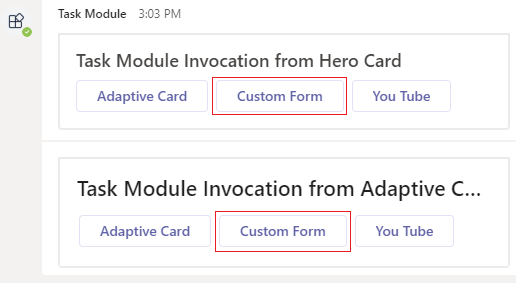 Task Module 3:03 PM
Task Module Invocation from Hero Card
Adaptive Card Custom Form You Tube
Task Module Invocation from Adaptive C...
Adaptive Card Custom Form You Tube